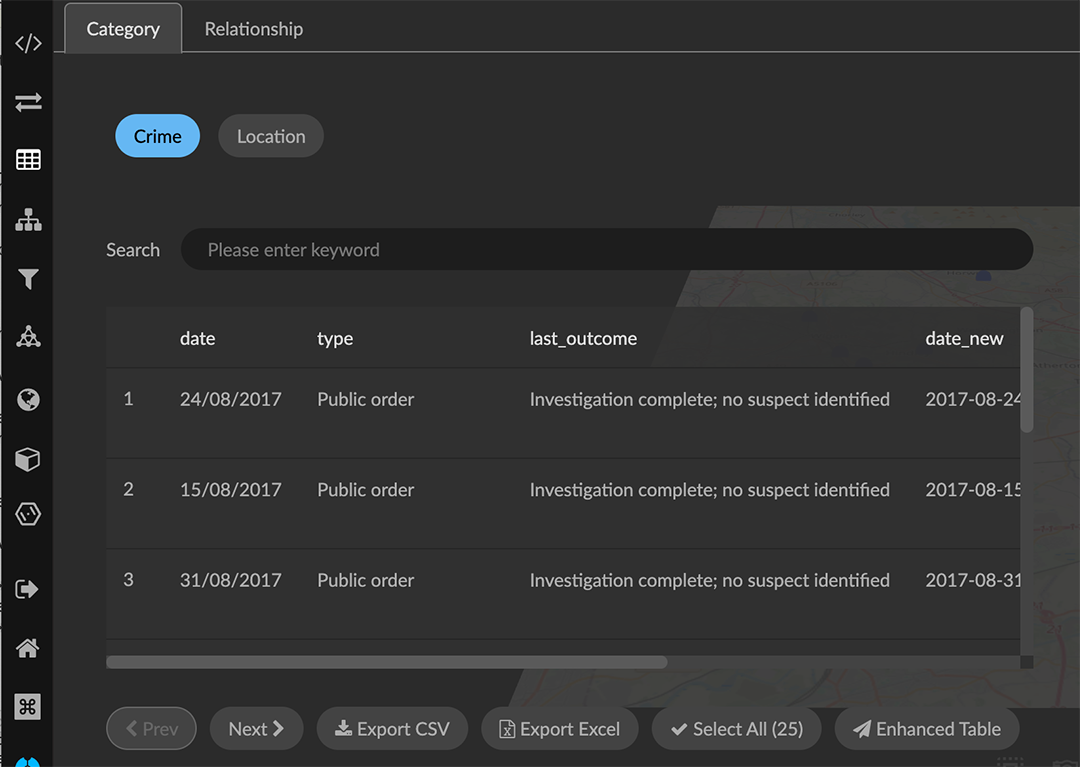 Category Relationship
Crime Location
Search Please enter keyword
date type last_outcome date_new
1 24/08/2017 Public order Investigation complete; no suspect identified 2017-08-24
2 15/08/2017 Public order Investigation complete; no suspect identified 2017-08-15
3 31/08/2017 Public order Investigation complete; no suspect identified 2017-08-31
Prev Next Export CSV Export Excel Select All (25) Enhanced Table